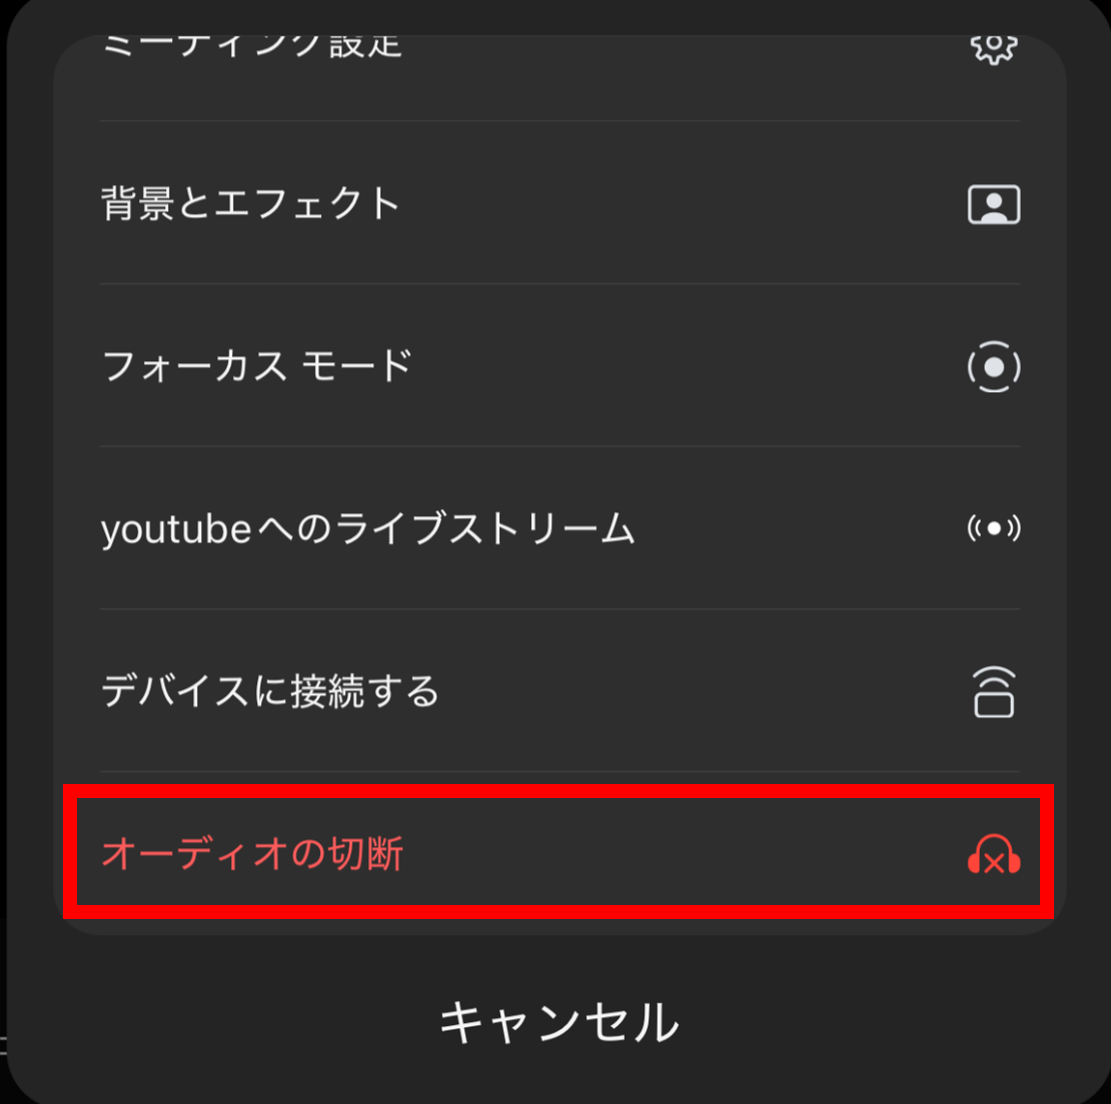 ミーティング設定
背景とエフェクト
フォーカス モード
youtubeへのライブストリーム
デバイスに接続する
オーディオの切断
キャンセル